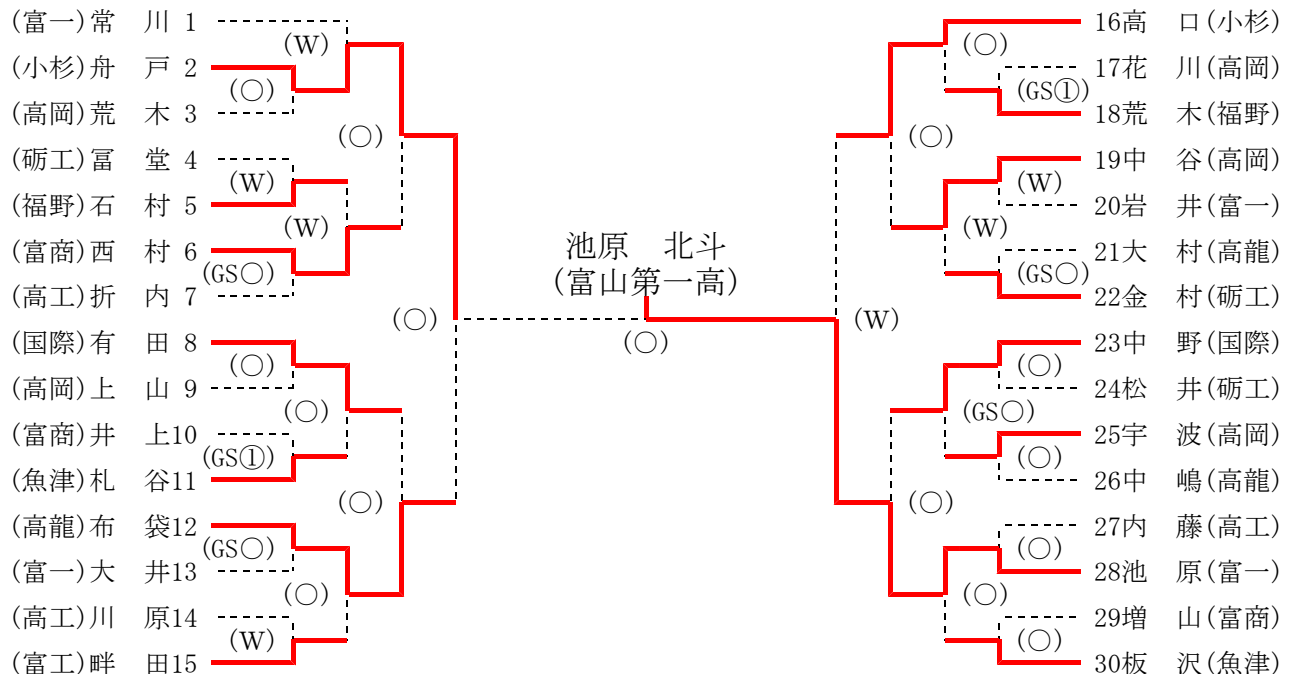 (富一)常　川 1
(W)
(小杉)舟　戸 2
(○)
(高岡)荒　木 3
(○)
(砺工)冨　堂 4
(W)
(福野)石　村 5
(W)
(富商)西　村 6
(GS○)
(高工)折　内 7
(○)
(国際)有　田 8
(○)
(高岡)上　山 9
(○)
(富商)井　上10
(GS①)
(魚津)札　谷11
(○)
(高龍)布　袋12
(GS○)
(富一)大　井13
(○)
(高工)川　原14
(W)
(富工)畔　田15
池原　北斗
(富山第一高)
(○)
16高　口(小杉)
(○)
17花　川(高岡)
(GS①)
18荒　木(福野)
(○)
19中　谷(高岡)
(W)
20岩　井(富一)
(W)
21大　村(高龍)
(GS○)
22金　村(砺工)
(W)
23中　野(国際)
(○)
24松　井(砺工)
(GS○)
25宇　波(高岡)
(○)
26中　嶋(高龍)
(○)
27内　藤(高工)
(○)
28池　原(富一)
(○)
29増　山(富商)
(○)
30板　沢(魚津)